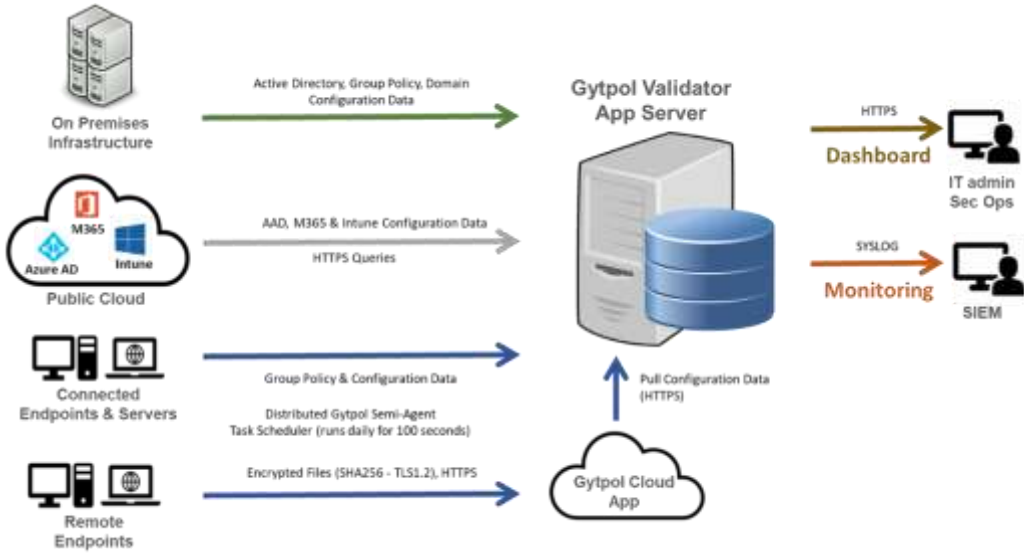 On Premises
Infrastructure
Active Directory, Group Policy, Domain
Configuration Data
Gytpol Validator
App Server
HTTPS
Dashboard
IT admin
Sec Ops
M365
Azure AD
Intune
Public Cloud
AAD, M365 & Intune Configuration Data
HTTPS Queries
SYSLOG
Monitoring
SIEM
Connected
Endpoints & Servers
Group Policy & Configuration Data
Distributed Gytpol Semi-Agent
Task Scheduler (runs daily for 100 seconds)
Pull Configuration Data
(HTTPS)
Remote
Endpoints
Encrypted Files (SHA256 - TLS1.2), HTTPS
Gytpol Cloud
App